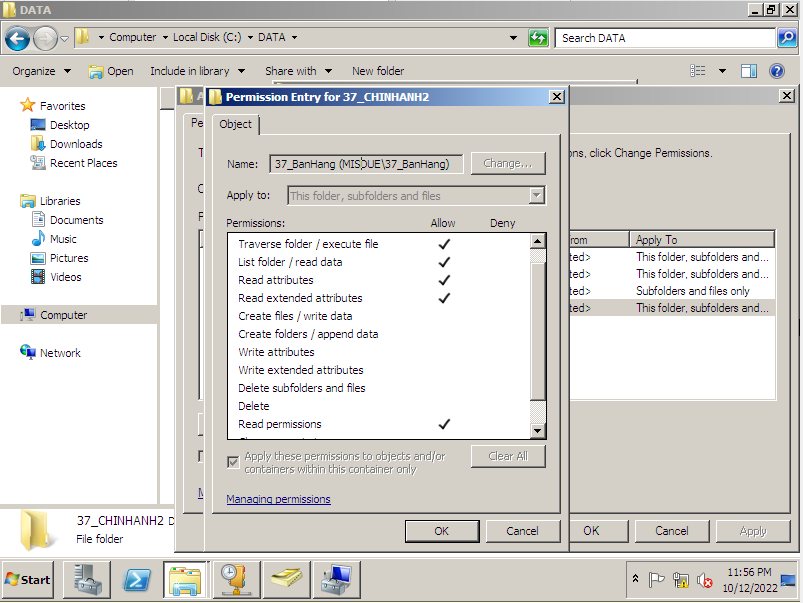 DATA
Computer
Local Disk (C:)
DATA
Search DATA
Organize
Open
Include in library
Share with
New folder
Favorites
Desktop
Downloads
Recent Places
Libraries
Documents
Music
Pictures
Videos
Computer
Network
Permission Entry for 37_CHINHANH2
Object
Name:
37_BanHang (MISDUE\37_BanHang)
Change...
Apply to:
This folder, subfolders and files
Permissions:
Allow
Deny
Traverse folder / execute file
List folder / read data
Read attributes
Read extended attributes
Create files / write data
Create folders / append data
Write attributes
Write extended attributes
Delete subfolders and files
Delete
Read permissions
Apply these permissions to objects and/or
containers within this container only
Clear All
Managing permissions
OK
Cancel
Pe
ons, click Change Permissions.
rom
Apply To
ted>
This folder, subfolders and...
ted>
This folder, subfolders and...
ted>
Subfolders and files only
ted>
This folder, subfolders and...
OK
Cancel
Apply
37_CHINHANH2 D
File folder
Start
11:56 PM
10/12/2022